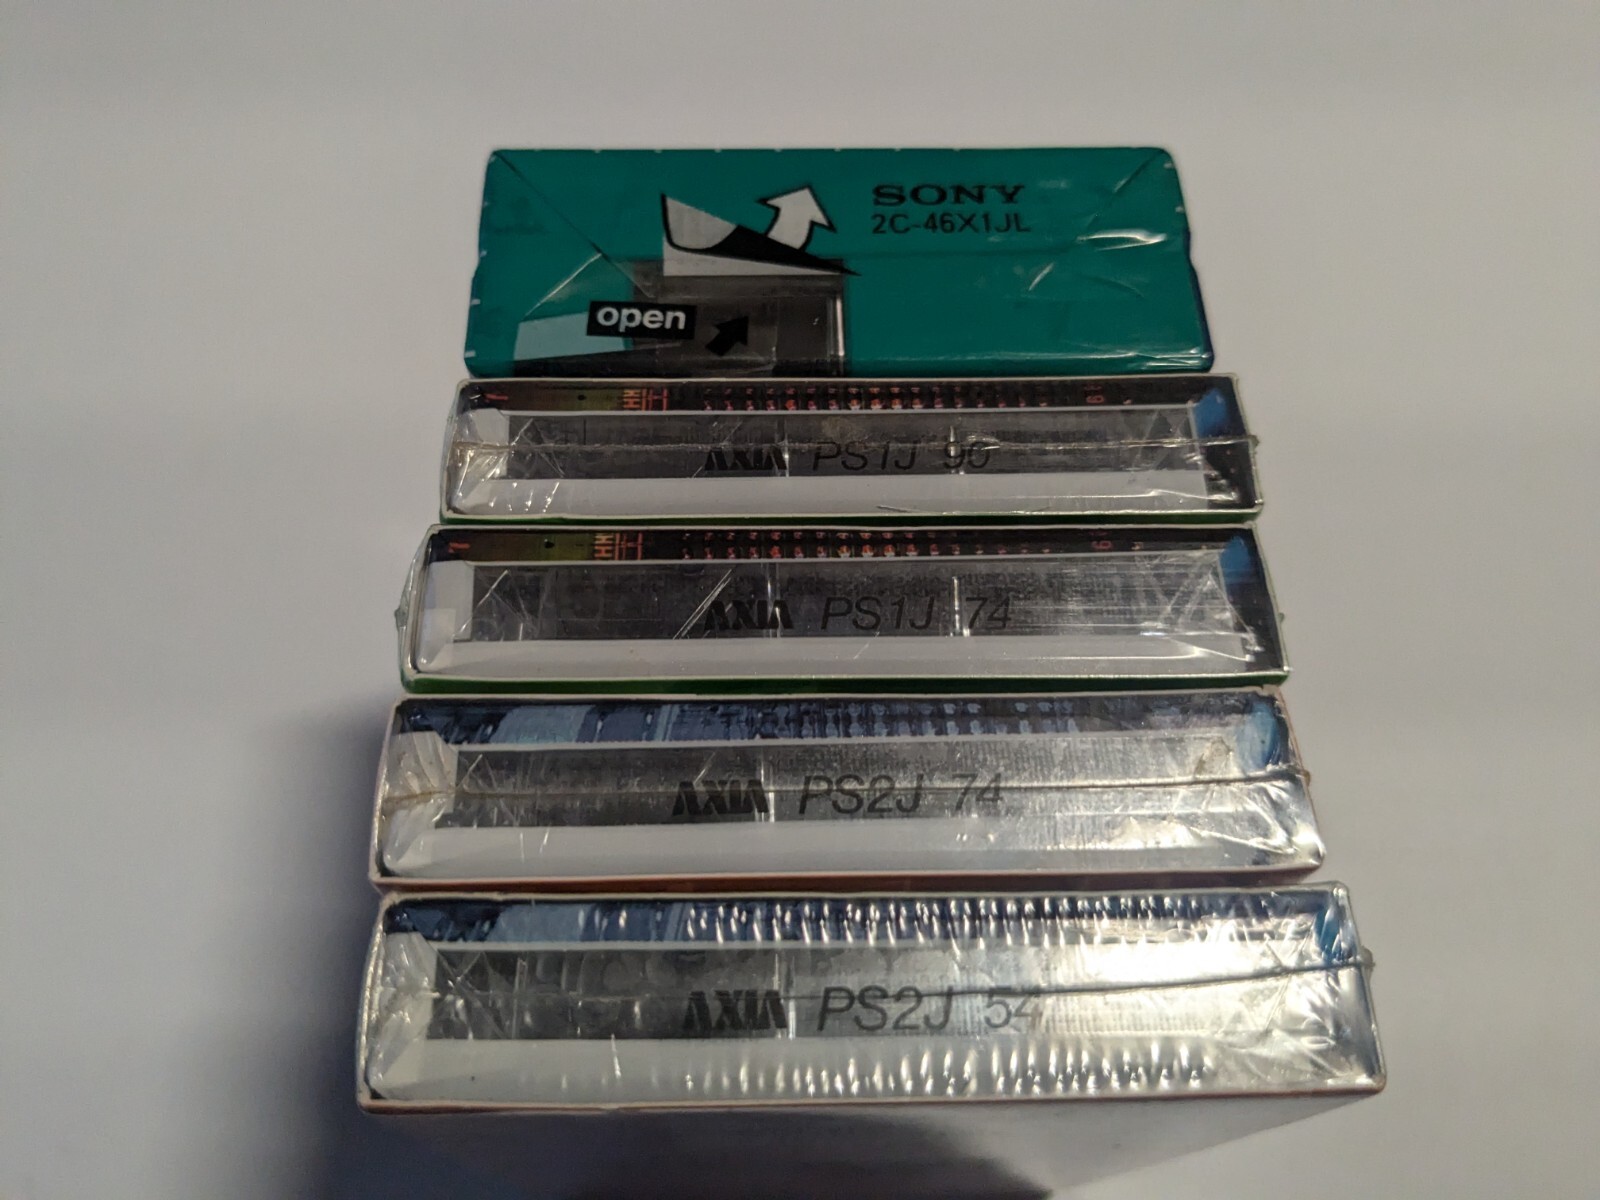 SONY
2C-46X1JL
open
AXIA PS1J 90
AXIA PS1J 74
AXIA PS2J 74
AXIA PS2J 54